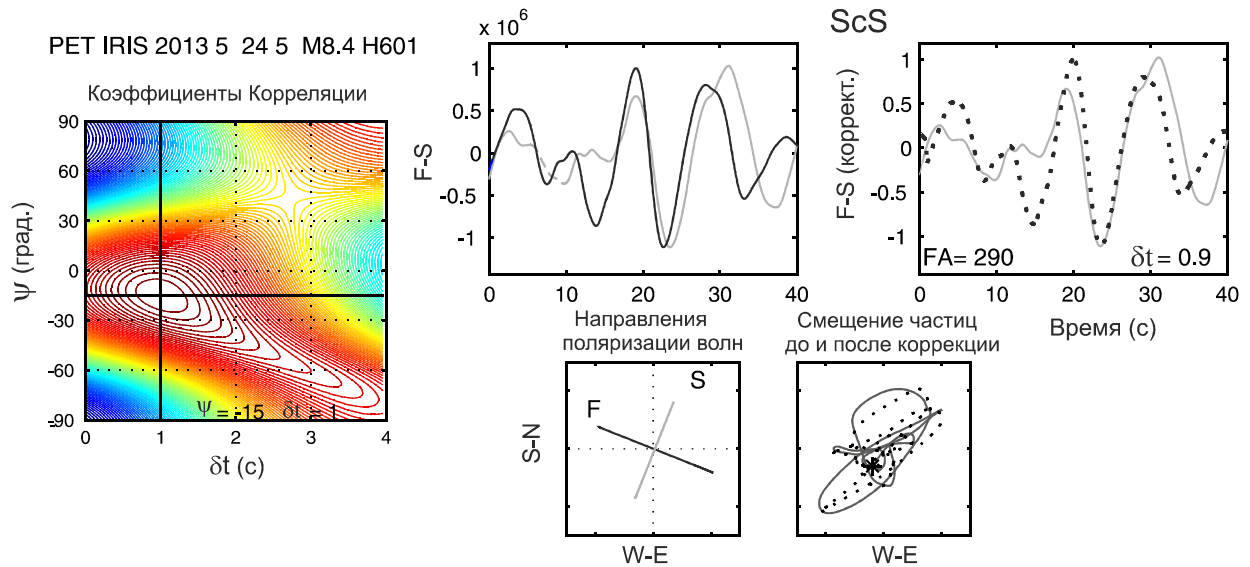 ScS
PET IRIS 2013 5 24 5 M8.4 H601
Коэффициенты Корреляции
Ψ (град.)
90
60
30
0
-30
-60
-90
Ψ = -15 δt = 1
0 1 2 3 4
δt (с)
x 10⁶
F-S
1
0.5
0
-0.5
-1
0 10 20 30 40
F-S (коррект.)
1
0.5
0
-0.5
-1
FA= 290 δt = 0.9
0 10 20 30 40
Время (с)
Направления
поляризации волн
S-N
F
S
W-E
Смещение частиц
до и после коррекции
W-E